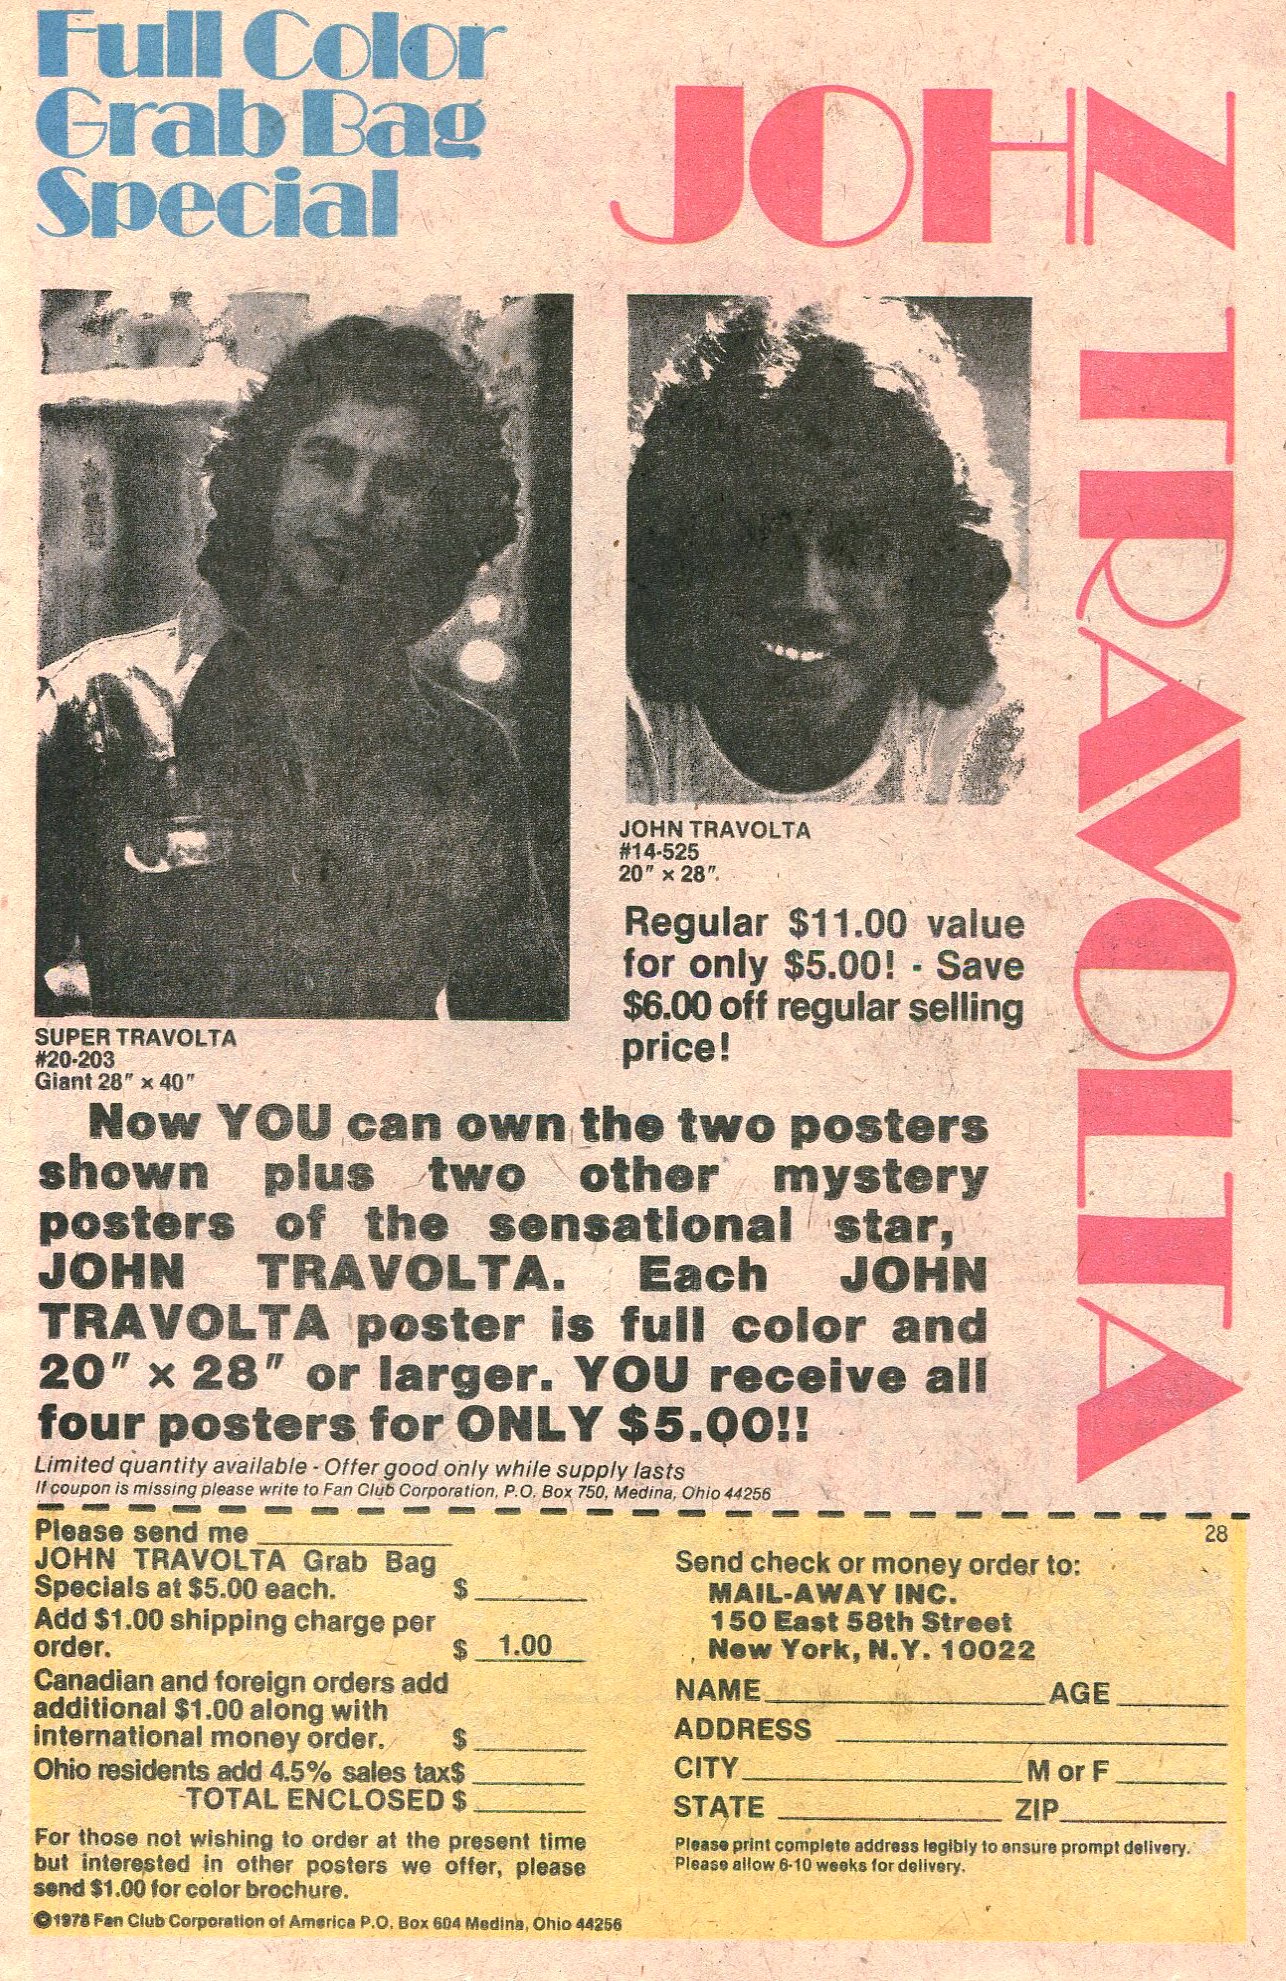 Full Color
Grab Bag
Special
JOHN TRAVOLTA
JOHN TRAVOLTA
#14-525
20" x 28".
Regular $11.00 value
for only $5.00! - Save
$6.00 off regular selling
price!
SUPER TRAVOLTA
#20-203
Giant 28" x 40"
Now YOU can own the two posters
shown plus two other mystery
posters of the sensational star,
JOHN TRAVOLTA. Each JOHN
TRAVOLTA poster is full color and
20" x 28" or larger. YOU receive all
four posters for ONLY $5.00!!
Limited quantity available - Offer good only while supply lasts
If coupon is missing please write to Fan Club Corporation, P.O. Box 750, Medina, Ohio 44256
Please send me
JOHN TRAVOLTA Grab Bag
Specials at $5.00 each. $
Add $1.00 shipping charge per
order. $ 1.00
Canadian and foreign orders add
additional $1.00 along with
international money order. $
Ohio residents add 4.5% sales tax $
TOTAL ENCLOSED $
For those not wishing to order at the present time
but interested in other posters we offer, please
send $1.00 for color brochure.
©1978 Fan Club Corporation of America P.O. Box 604 Medina, Ohio 44256
28
Send check or money order to:
MAIL-AWAY INC.
150 East 58th Street
New York, N.Y. 10022
NAME AGE
ADDRESS
CITY M or F
STATE ZIP
Please print complete address legibly to ensure prompt delivery.
Please allow 6-10 weeks for delivery.